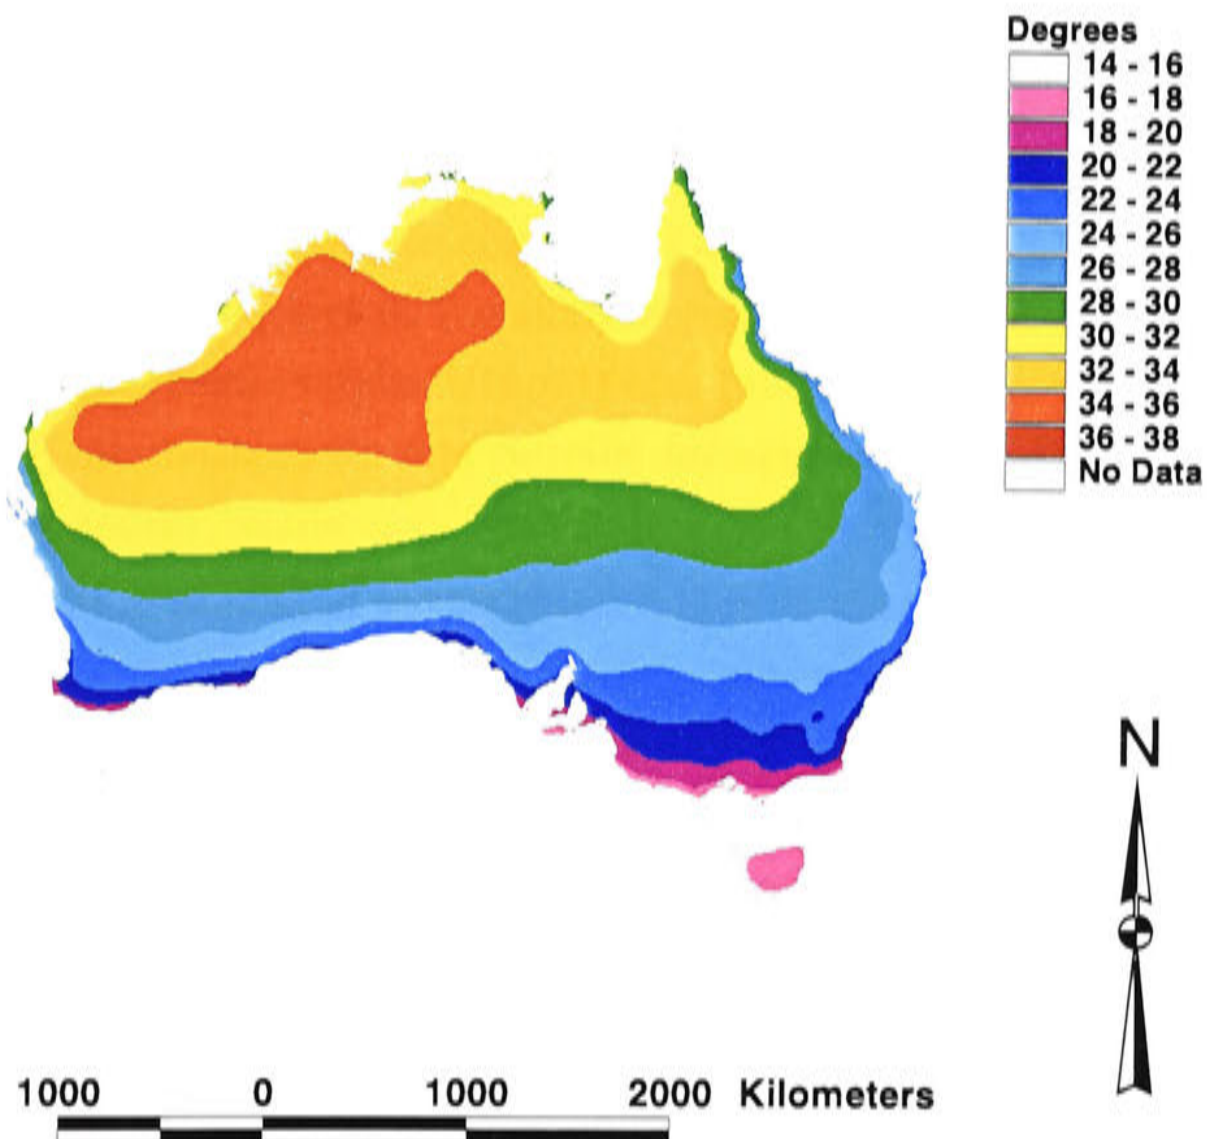 Degrees
14 - 16
16 - 18
18 - 20
20 - 22
22 - 24
24 - 26
26 - 28
28 - 30
30 - 32
32 - 34
34 - 36
36 - 38
No Data
N
1000 0 1000 2000 Kilometers